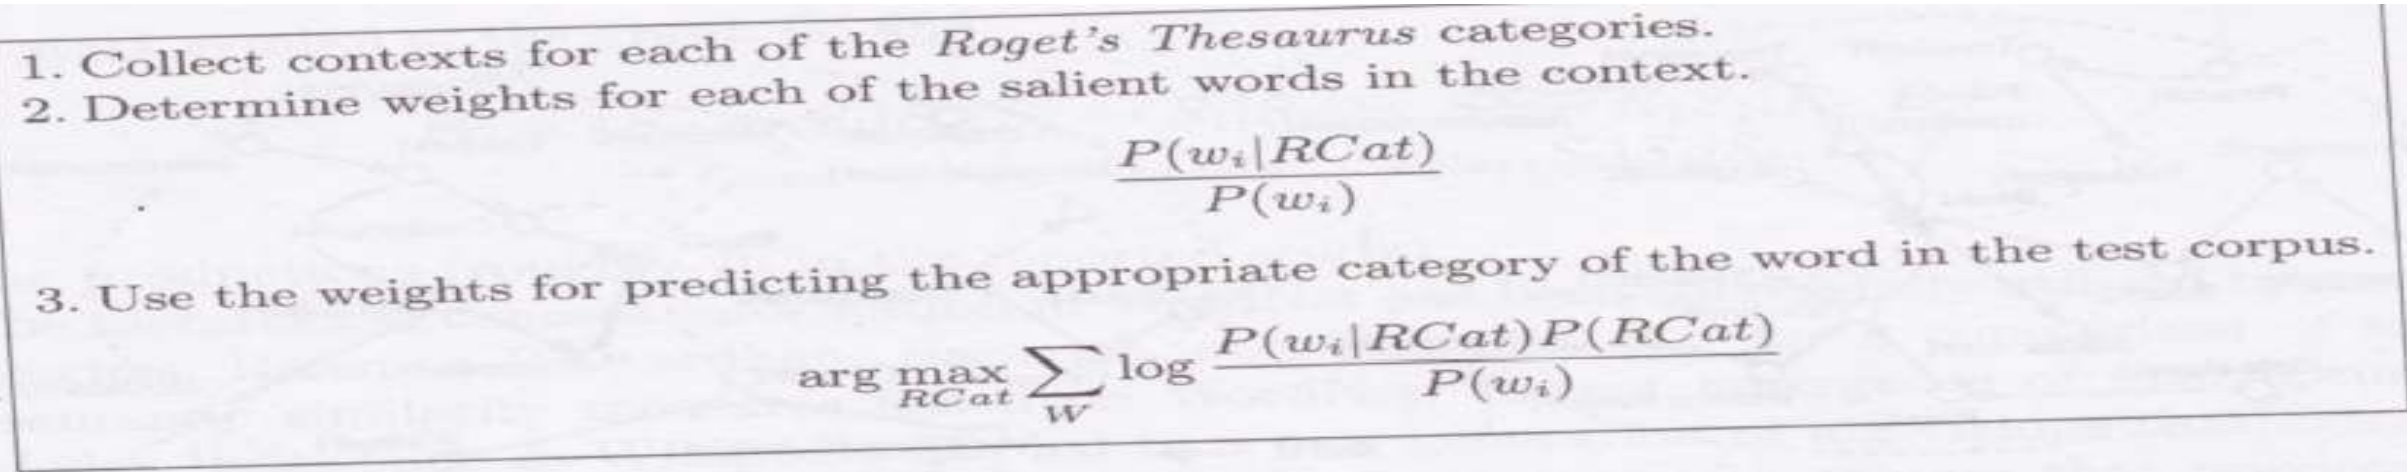 1. Collect contexts for each of the Roget's Thesaurus categories.
2. Determine weights for each of the salient words in the context.
P(wᵢ|RCat)
P(wᵢ)
3. Use the weights for predicting the appropriate category of the word in the test corpus.
arg max RCat ∑ W log P(wᵢ|RCat)P(RCat)
P(wᵢ)